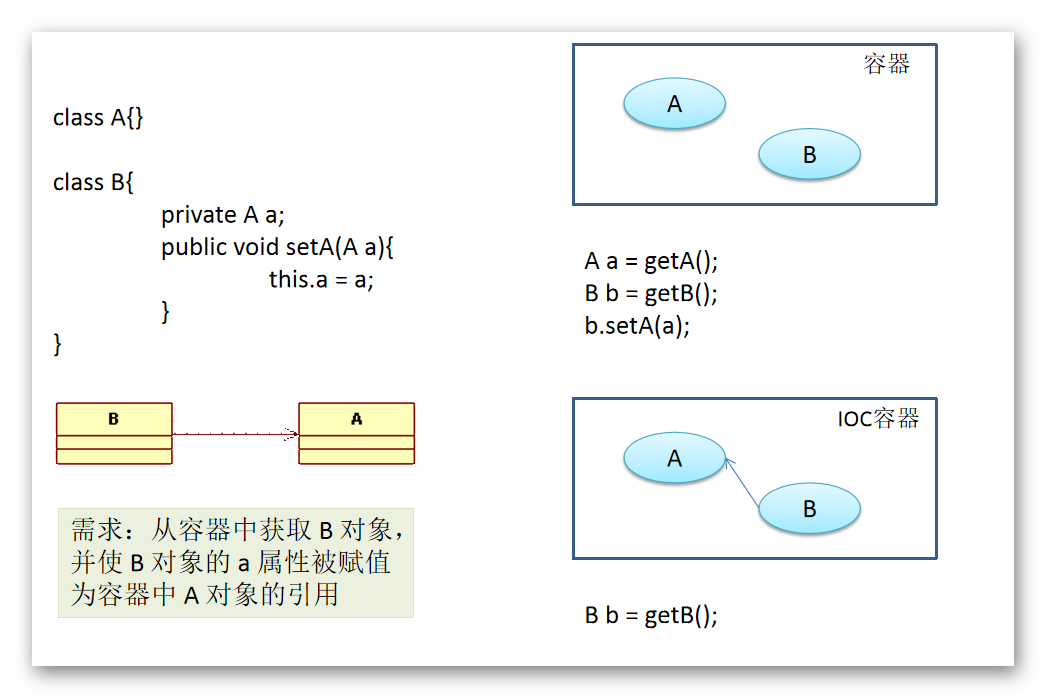 class A{}
class B{
private A a;
public void setA(A a){
this.a = a;
}
}
B
A
需求：从容器中获取 B 对象，
并使 B 对象的 a 属性被赋值
为容器中 A 对象的引用
容器
A
B
A a = getA();
B b = getB();
b.setA(a);
IOC容器
A
B
B b = getB();